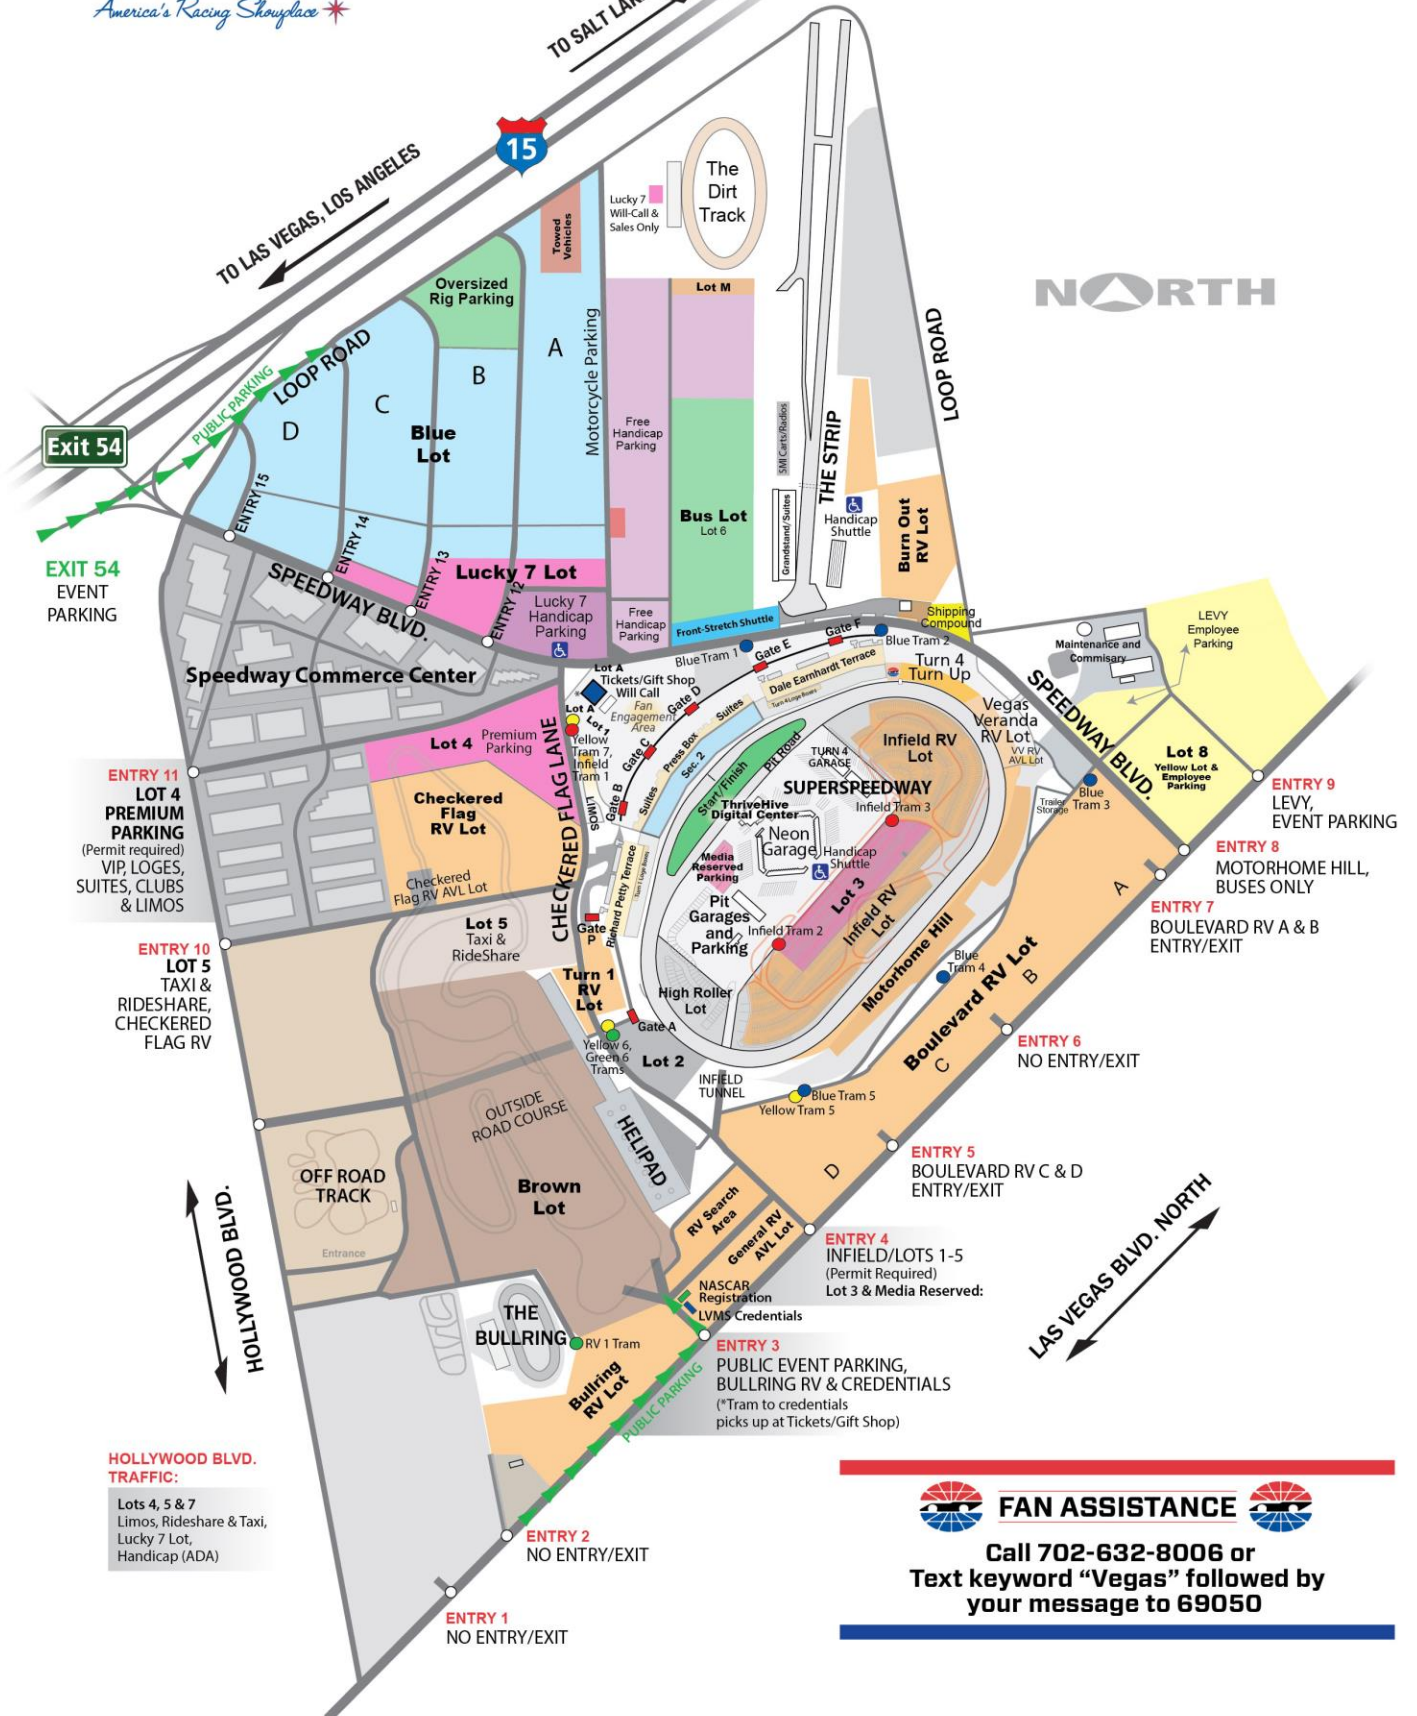 America's Racing Showplace
TO SALT LAK
15
TO LAS VEGAS, LOS ANGELES
The
Dirt
Track
Lucky 7
Will-Call &
Sales Only
Towed
Vehicles
Oversized
Rig Parking
Lot M
NORTH
LOOP ROAD
PUBLIC PARKING
LOOP ROAD
A
B
C
D
Motorcycle Parking
Blue
Lot
Free
Handicap
Parking
SMI Carts/Radios
THE STRIP
Exit 54
ENTRY 15
ENTRY 14
ENTRY 13
ENTRY 12
Bus Lot
Lot 6
Grandstand/Suites
Handicap
Shuttle
Burn Out
RV Lot
EXIT 54
EVENT
PARKING
SPEEDWAY BLVD.
Lucky 7 Lot
Lucky 7
Handicap
Parking
Free
Handicap
Parking
Front-Stretch Shuttle
Shipping
Compound
LEVY
Employee
Parking
Maintenance and
Commisary
Speedway Commerce Center
Lot A
Tickets/Gift Shop
Will Call
Fan
Engagement
Area
Lot A
Lot 1
Yellow
Tram 7,
Infield
Tram 1
LIMOS
Blue Tram 1
Gate E
Gate F
Blue Tram 2
Gate D
Gate C
Gate B
Dale Earnhardt Terrace
Turn 4 Loge Boxes
Turn 4
Turn Up
Suites
Press Box
Suites
Sec. 2
SPEEDWAY BLVD.
Vegas
Veranda
RV Lot
VV RV
AVL Lot
Lot 8
Yellow Lot &
Employee
Parking
Lot 4
Premium
Parking
CHECKERED FLAG LANE
Start/Finish
Pit Road
TURN 4
GARAGE
Infield RV
Lot
SUPERSPEEDWAY
Infield Tram 3
ThriveHive
Digital Center
Neon
Garage
Handicap
Shuttle
Media
Reserved
Parking
Trailer
Storage
Blue
Tram 3
ENTRY 11
LOT 4
PREMIUM
PARKING
(Permit required)
VIP, LOGES,
SUITES, CLUBS
& LIMOS
Checkered
Flag
RV Lot
Checkered
Flag RV AVL Lot
ENTRY 9
LEVY,
EVENT PARKING
ENTRY 8
MOTORHOME HILL,
BUSES ONLY
ENTRY 7
BOULEVARD RV A & B
ENTRY/EXIT
Richard Petty Terrace
Turn 1 Loge Boxes
Gate
P
Pit
Garages
and
Parking
Infield Tram 2
Lot 3
Infield RV
Lot
Motorhome Hill
Lot 5
Taxi &
RideShare
ENTRY 10
LOT 5
TAXI &
RIDESHARE,
CHECKERED
FLAG RV
Turn 1
RV
Lot
High Roller
Lot
Gate A
Yellow 6,
Green 6
Trams
Lot 2
INFIELD
TUNNEL
Blue
Tram 4
Boulevard RV Lot
A
B
C
D
ENTRY 6
NO ENTRY/EXIT
Blue Tram 5
Yellow Tram 5
OUTSIDE
ROAD COURSE
HELIPAD
ENTRY 5
BOULEVARD RV C & D
ENTRY/EXIT
OFF ROAD
TRACK
Entrance
Brown
Lot
RV Search
Area
General RV
AVL Lot
HOLLYWOOD BLVD.
LAS VEGAS BLVD. NORTH
ENTRY 4
INFIELD/LOTS 1-5
(Permit Required)
Lot 3 & Media Reserved:
NASCAR
Registration
LVMS Credentials
THE
BULLRING
RV 1 Tram
Bullring
RV Lot
PUBLIC PARKING
ENTRY 3
PUBLIC EVENT PARKING,
BULLRING RV & CREDENTIALS
(*Tram to credentials
picks up at Tickets/Gift Shop)
HOLLYWOOD BLVD.
TRAFFIC:
Lots 4, 5 & 7
Limos, Rideshare & Taxi,
Lucky 7 Lot,
Handicap (ADA)
ENTRY 2
NO ENTRY/EXIT
ENTRY 1
NO ENTRY/EXIT
FAN ASSISTANCE
Call 702-632-8006 or
Text keyword “Vegas” followed by
your message to 69050